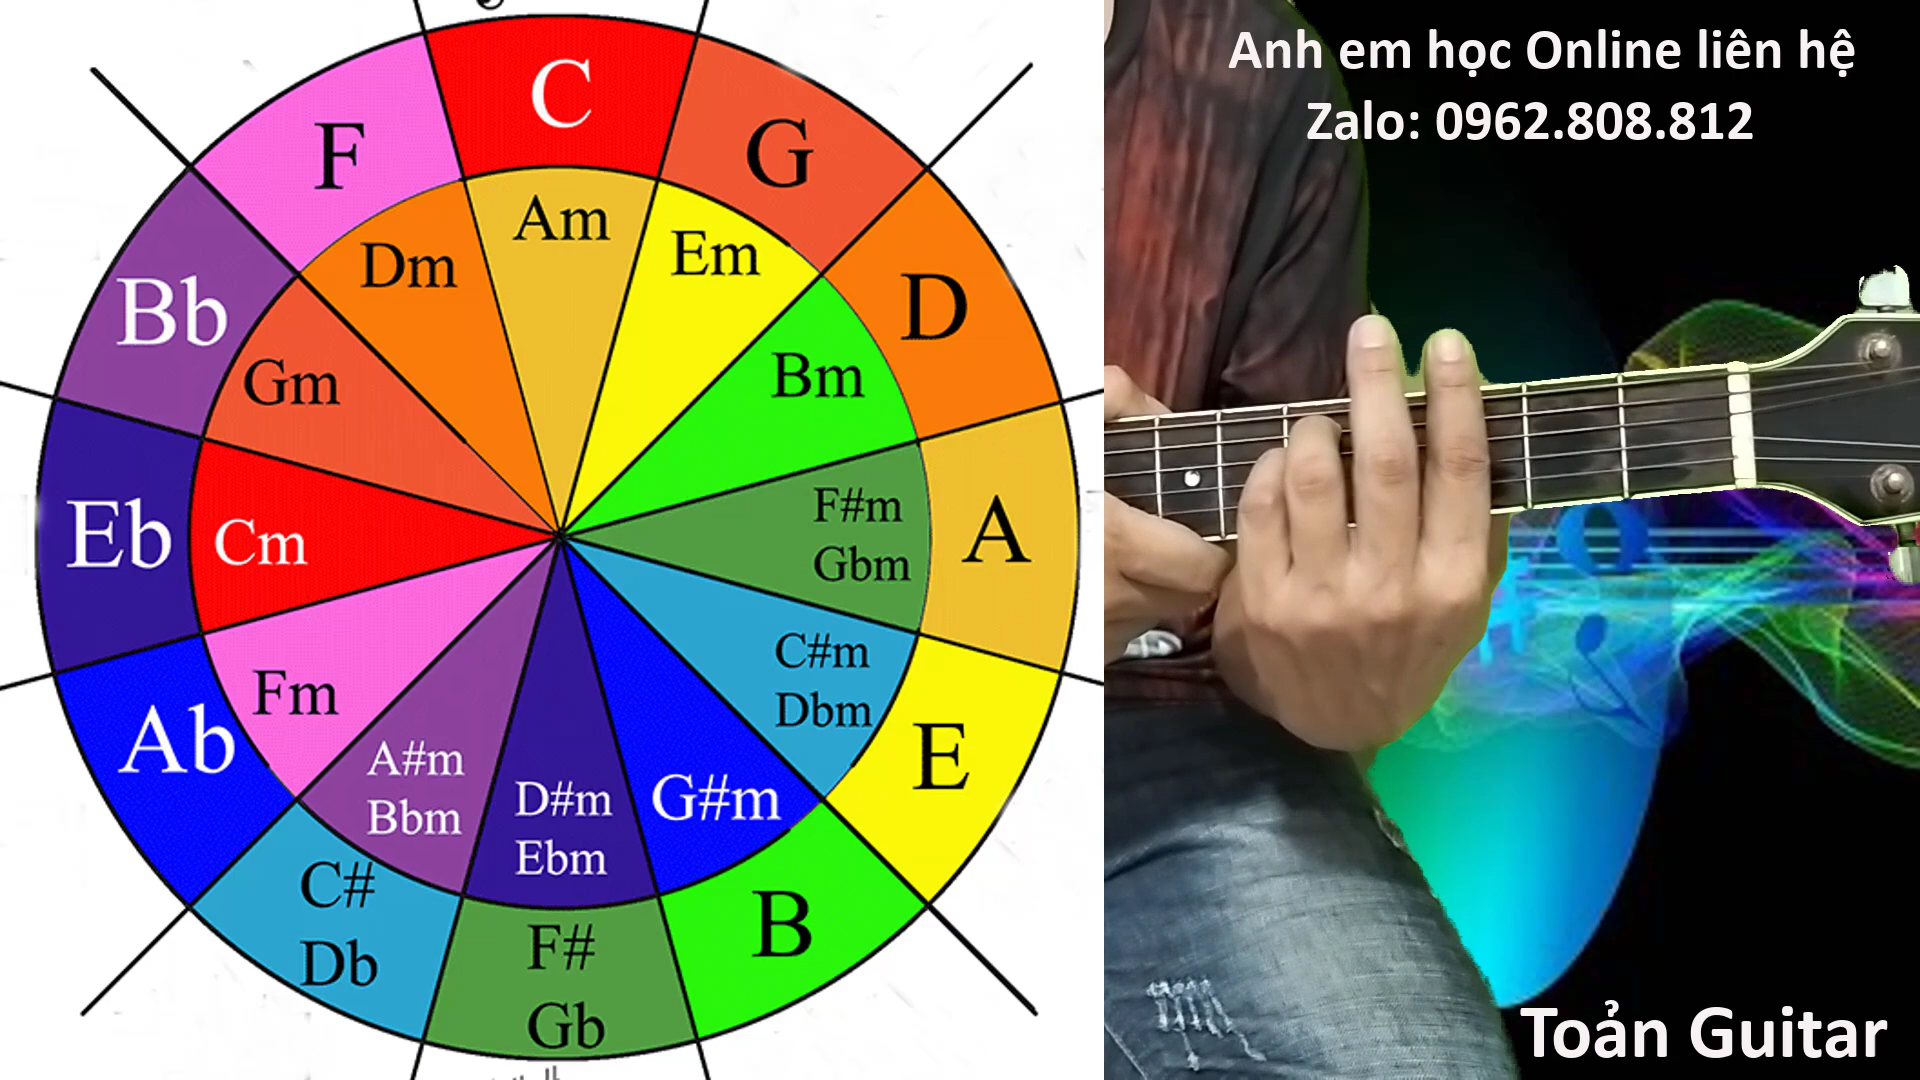 C
G
D
A
E
B
F#
Gb
C#
Db
Ab
Eb
Bb
F
Am
Em
Bm
F#m
Gbm
C#m
Dbm
G#m
D#m
Ebm
A#m
Bbm
Fm
Cm
Gm
Dm
Anh em học Online liên hệ
Zalo: 0962.808.812
Toản Guitar